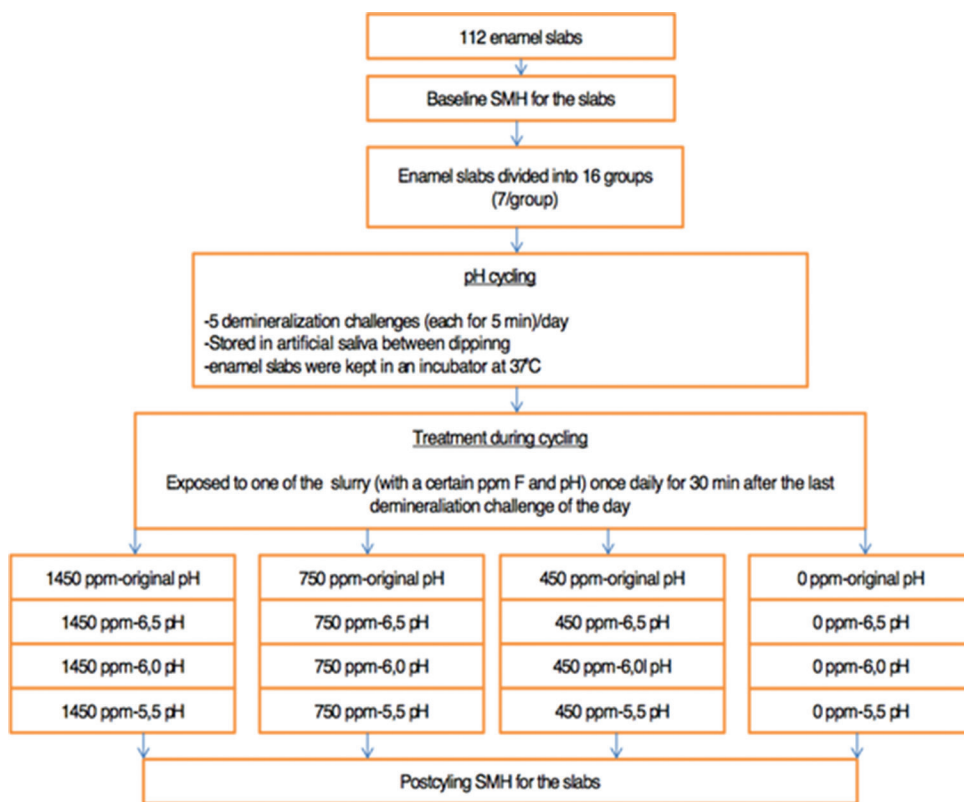 112 enamel slabs
Baseline SMH for the slabs
Enamel slabs divided into 16 groups
(7/group)
pH cycling
-5 demineralization challenges (each for 5 min)/day
-Stored in artificial saliva between dippinng
-enamel slabs were kept in an incubator at 37°C
Treatment during cycling
Exposed to one of the slurry (with a certain ppm F and pH) once daily for 30 min after the last
demineraliation challenge of the day
1450 ppm-original pH
750 ppm-original pH
450 ppm-original pH
0 ppm-original pH
1450 ppm-6,5 pH
750 ppm-6,5 pH
450 ppm-6,5 pH
0 ppm-6,5 pH
1450 ppm-6,0 pH
750 ppm-6,0 pH
450 ppm-6,0l pH
0 ppm-6,0 pH
1450 ppm-5,5 pH
750 ppm-5,5 pH
450 ppm-5,5 pH
0 ppm-5,5 pH
Postcyling SMH for the slabs